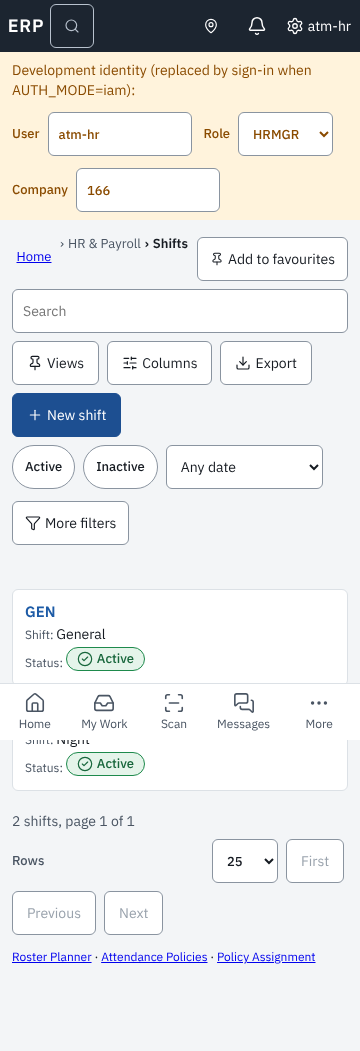 ERP
atm-hr
Development identity (replaced by sign-in when
AUTH_MODE=iam):
User atm-hr Role HRMGR
Company 166
Home › HR & Payroll › Shifts Add to favourites
Search
Views Columns Export
+ New shift
Active Inactive Any date
More filters
GEN
Shift: General
Status: Active
Home My Work Scan Messages More
Shift: Night
Status: Active
2 shifts, page 1 of 1
Rows 25 First
Previous Next
Roster Planner · Attendance Policies · Policy Assignment